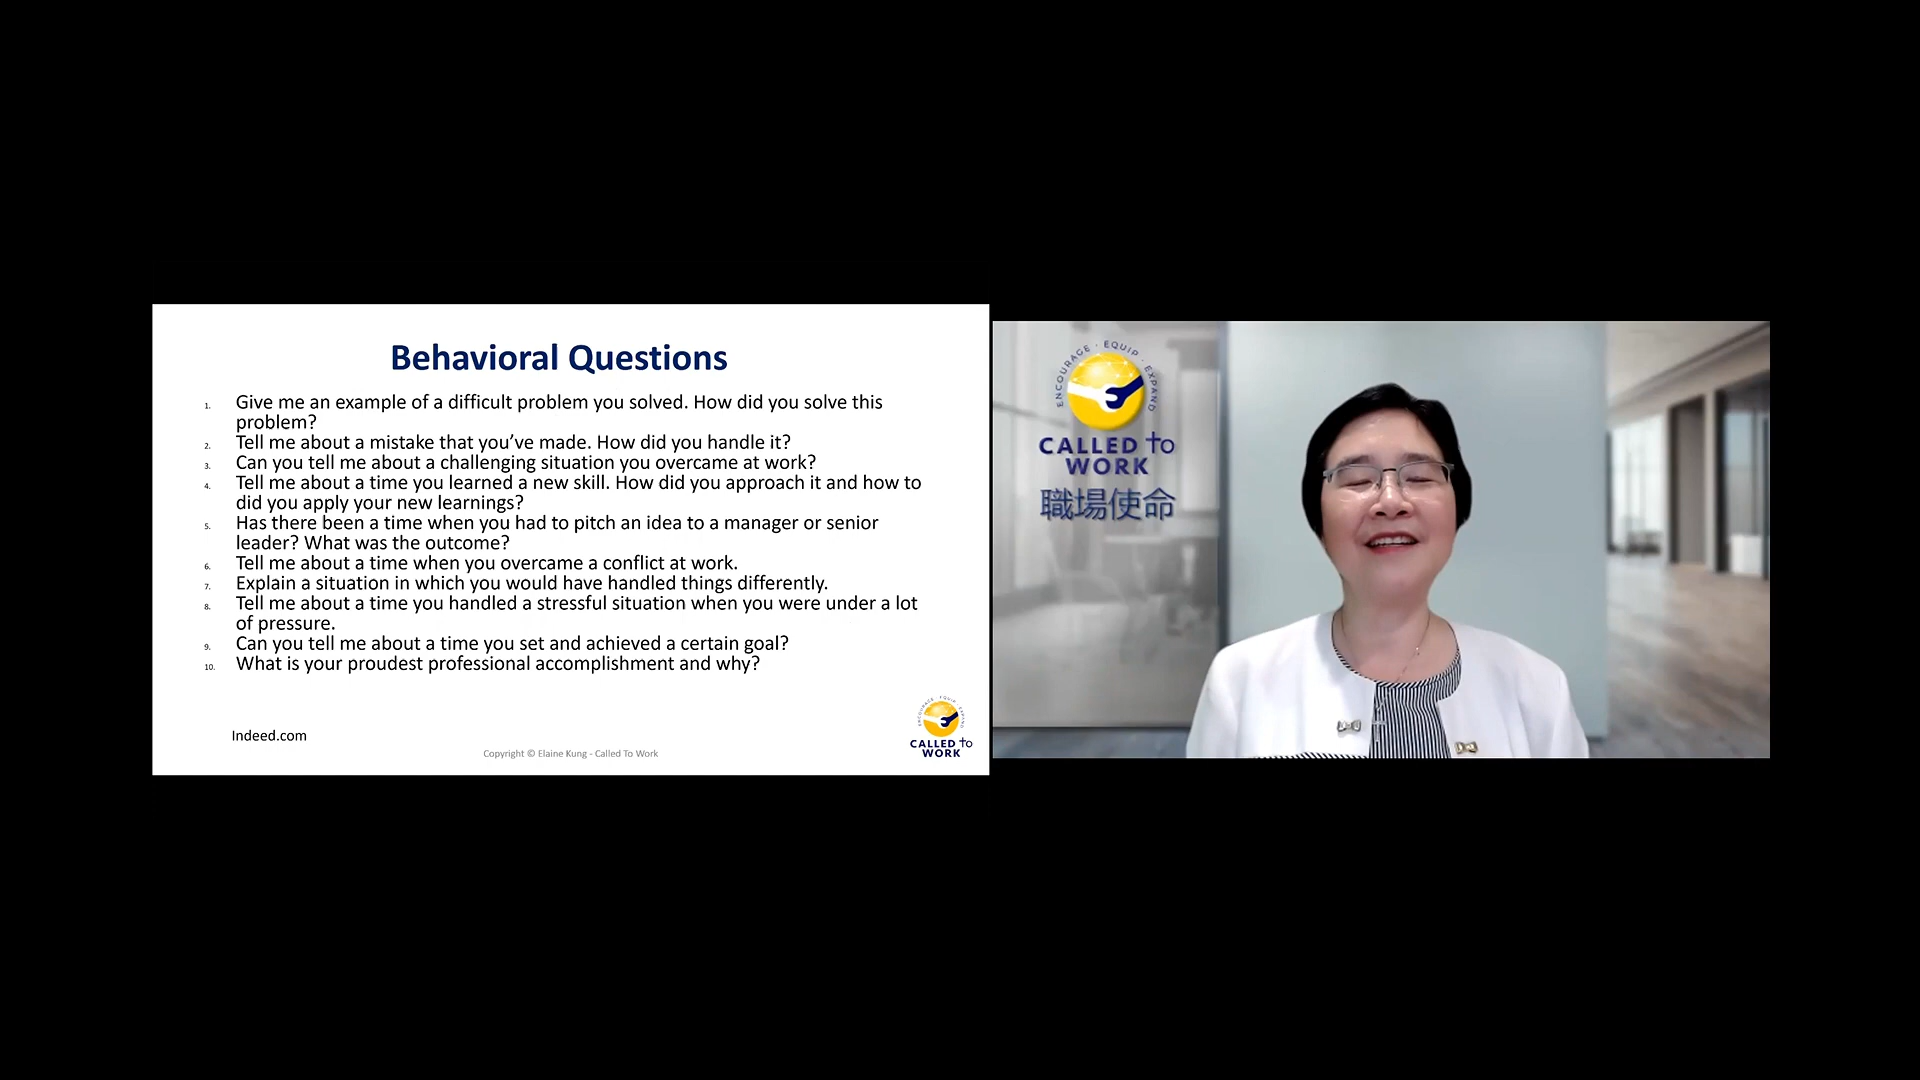 Behavioral Questions
1. Give me an example of a difficult problem you solved. How did you solve this
problem?
2. Tell me about a mistake that you’ve made. How did you handle it?
3. Can you tell me about a challenging situation you overcame at work?
4. Tell me about a time you learned a new skill. How did you approach it and how to
did you apply your new learnings?
5. Has there been a time when you had to pitch an idea to a manager or senior
leader? What was the outcome?
6. Tell me about a time when you overcame a conflict at work.
7. Explain a situation in which you would have handled things differently.
8. Tell me about a time you handled a stressful situation when you were under a lot
of pressure.
9. Can you tell me about a time you set and achieved a certain goal?
10. What is your proudest professional accomplishment and why?
Indeed.com
Copyright © Elaine Kung - Called To Work
ENCOURAGE · EQUIP · EXPAND
CALLED to
WORK
ENCOURAGE · EQUIP · EXPAND
CALLED to
WORK
職場使命